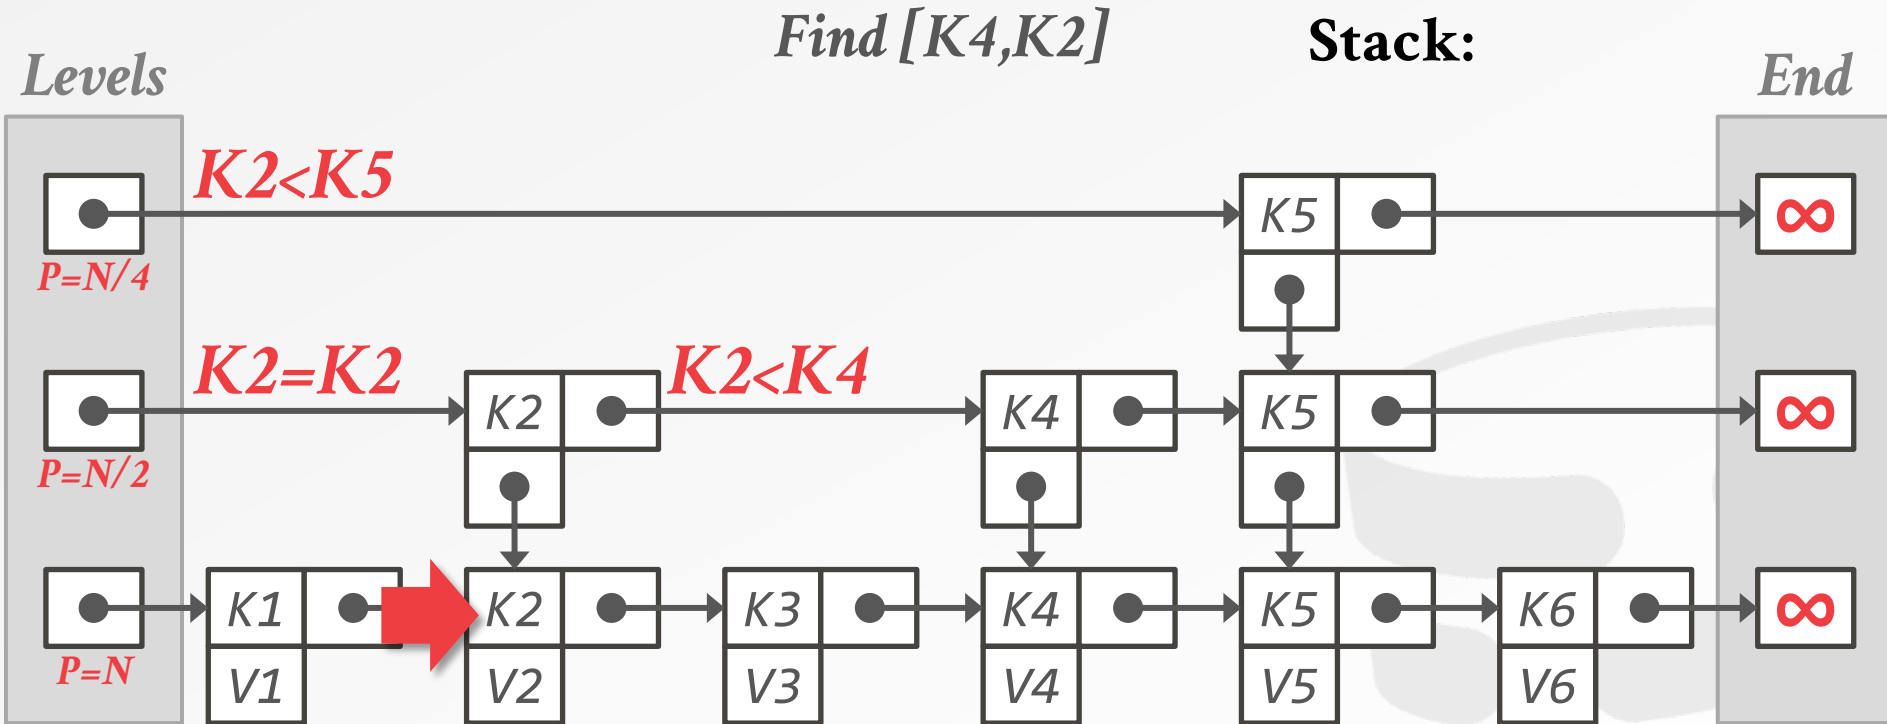 Find [K4,K2]
Stack:
Levels
End
K2<K5
K5
∞
P=N/4
K2=K2
K2<K4
K2
K4
K5
∞
P=N/2
K1
K2
K3
K4
K5
K6
∞
P=N
V1
V2
V3
V4
V5
V6